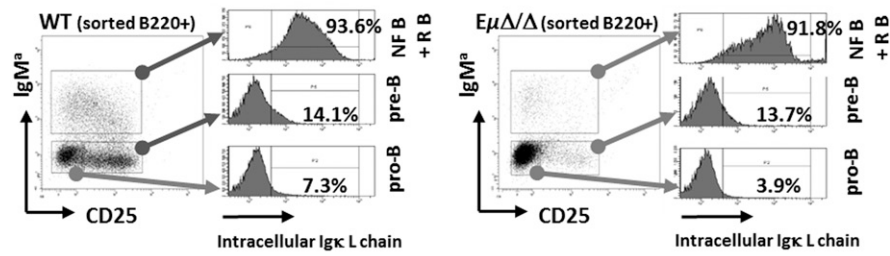 WT (sorted B220+)
IgMa
CD25
93.6%
14.1%
7.3%
NF B
+ R B
pre-B
pro-B
Intracellular Igκ L chain
EμΔ/Δ (sorted B220+)
IgMa
CD25
91.8%
13.7%
3.9%
NF B
+ R B
pre-B
pro-B
Intracellular Igκ L chain